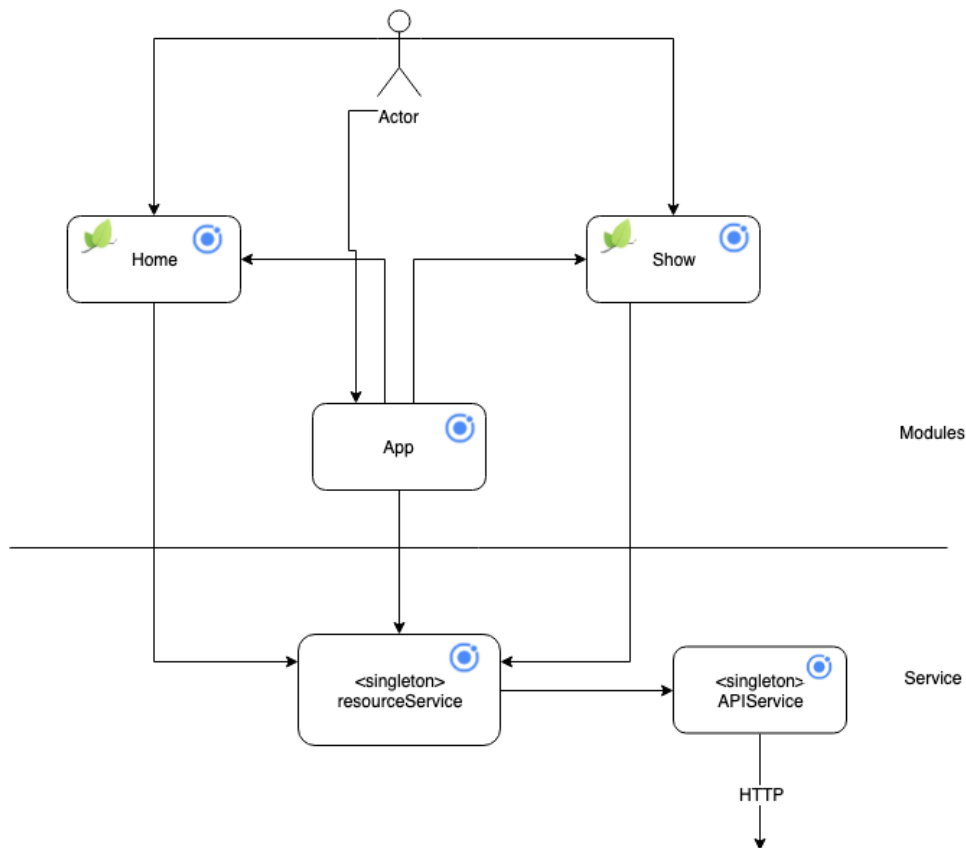 Actor
Home
Show
App
Modules
<singleton>
resourceService
<singleton>
APIService
Service
HTTP